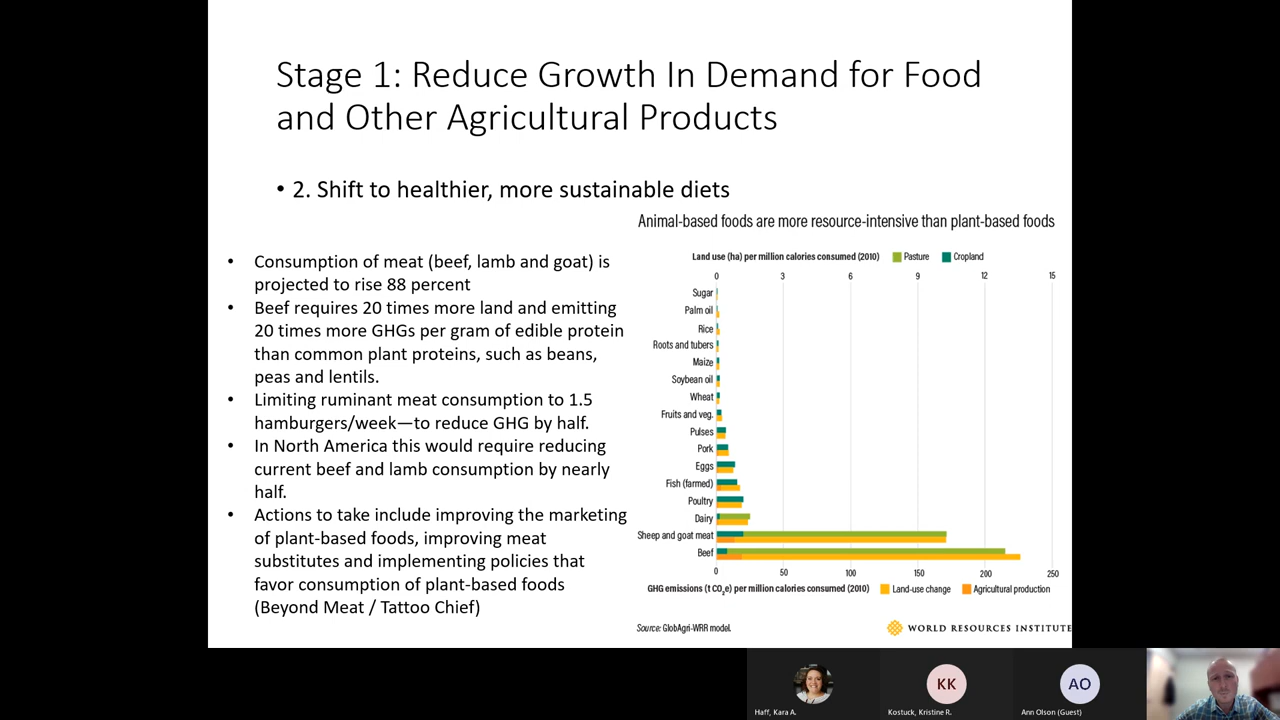 Stage 1: Reduce Growth In Demand for Food
and Other Agricultural Products
• 2. Shift to healthier, more sustainable diets
• Consumption of meat (beef, lamb and goat) is
projected to rise 88 percent
• Beef requires 20 times more land and emitting
20 times more GHGs per gram of edible protein
than common plant proteins, such as beans,
peas and lentils.
• Limiting ruminant meat consumption to 1.5
hamburgers/week—to reduce GHG by half.
• In North America this would require reducing
current beef and lamb consumption by nearly
half.
• Actions to take include improving the marketing
of plant-based foods, improving meat
substitutes and implementing policies that
favor consumption of plant-based foods
(Beyond Meat / Tattoo Chief)
Animal-based foods are more resource-intensive than plant-based foods
Land use (ha) per million calories consumed (2010) Pasture Cropland
0 3 6 9 12 15
Sugar
Palm oil
Rice
Roots and tubers
Maize
Soybean oil
Wheat
Fruits and veg.
Pulses
Pork
Eggs
Fish (farmed)
Poultry
Dairy
Sheep and goat meat
Beef
0 50 100 150 200 250
GHG emissions (t CO2e) per million calories consumed (2010) Land-use change Agricultural production
Source: GlobAgri-WRR model.
WORLD RESOURCES INSTITUTE
KK
AO
Haff, Kara A.
Kostuck, Kristine R.
Ann Olson (Guest)